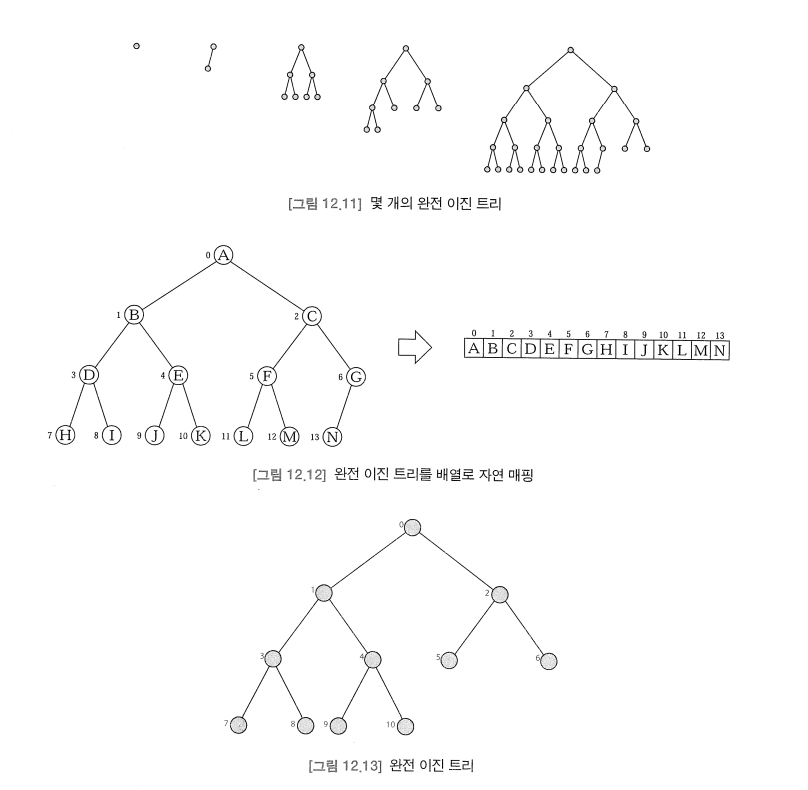 [그림 12.11] 몇 개의 완전 이진 트리
0 A
1 B
2 C
3 D
4 E
5 F
6 G
7 H
8 I
9 J
10 K
11 L
12 M
13 N
0 1 2 3 4 5 6 7 8 9 10 11 12 13
A B C D E F G H I J K L M N
[그림 12.12] 완전 이진 트리를 배열로 자연 매핑
0
1
2
3
4
5
6
7
8
9
10
[그림 12.13] 완전 이진 트리